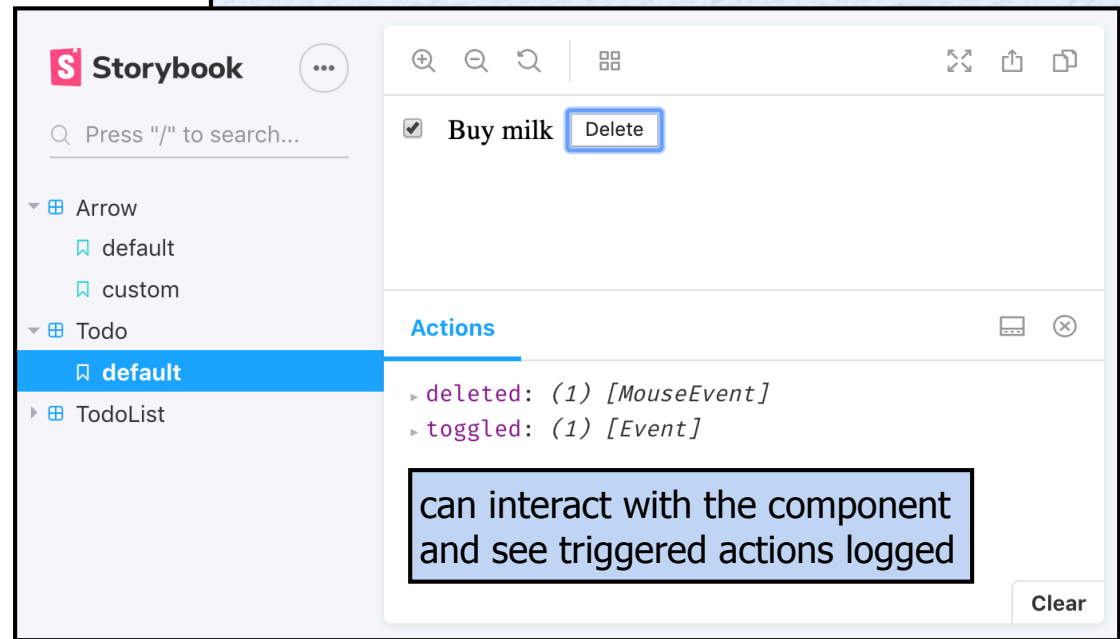 Storybook
Press "/" to search...
Arrow
default
custom
Todo
default
TodoList
Buy milk Delete
Actions
deleted: (1) [MouseEvent]
toggled: (1) [Event]
can interact with the component
and see triggered actions logged
Clear